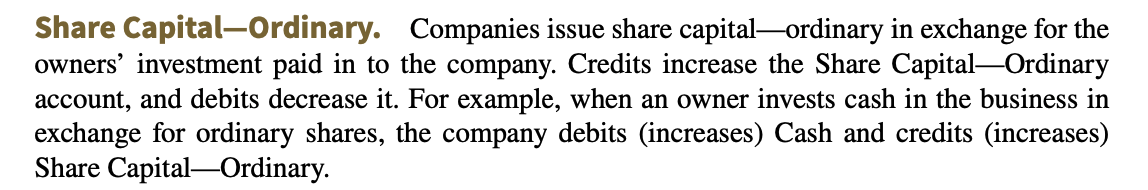 Share Capital—Ordinary. Companies issue share capital—ordinary in exchange for the
owners’ investment paid in to the company. Credits increase the Share Capital—Ordinary
account, and debits decrease it. For example, when an owner invests cash in the business in
exchange for ordinary shares, the company debits (increases) Cash and credits (increases)
Share Capital—Ordinary.